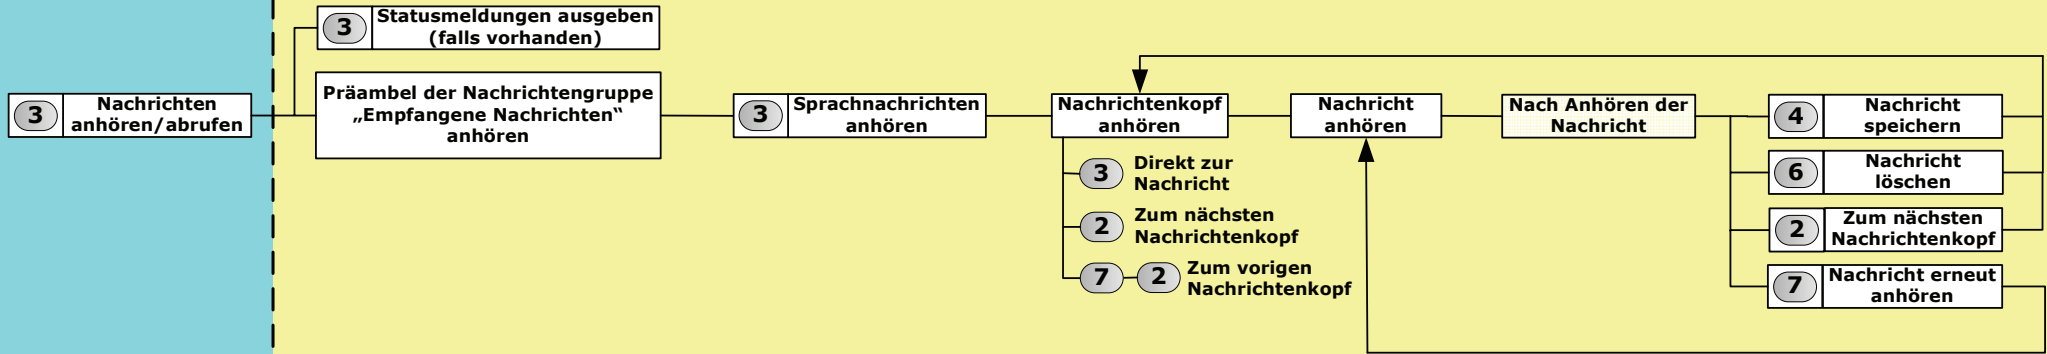 3 Nachrichten
anhören/abrufen
3 Statusmeldungen ausgeben
(falls vorhanden)
Präambel der Nachrichtengruppe
„Empfangene Nachrichten“
anhören
3 Sprachnachrichten
anhören
Nachrichtenkopf
anhören
3 Direkt zur
Nachricht
2 Zum nächsten
Nachrichtenkopf
7 2 Zum vorigen
Nachrichtenkopf
Nachricht
anhören
Nach Anhören der
Nachricht
4 Nachricht
speichern
6 Nachricht
löschen
2 Zum nächsten
Nachrichtenkopf
7 Nachricht erneut
anhören